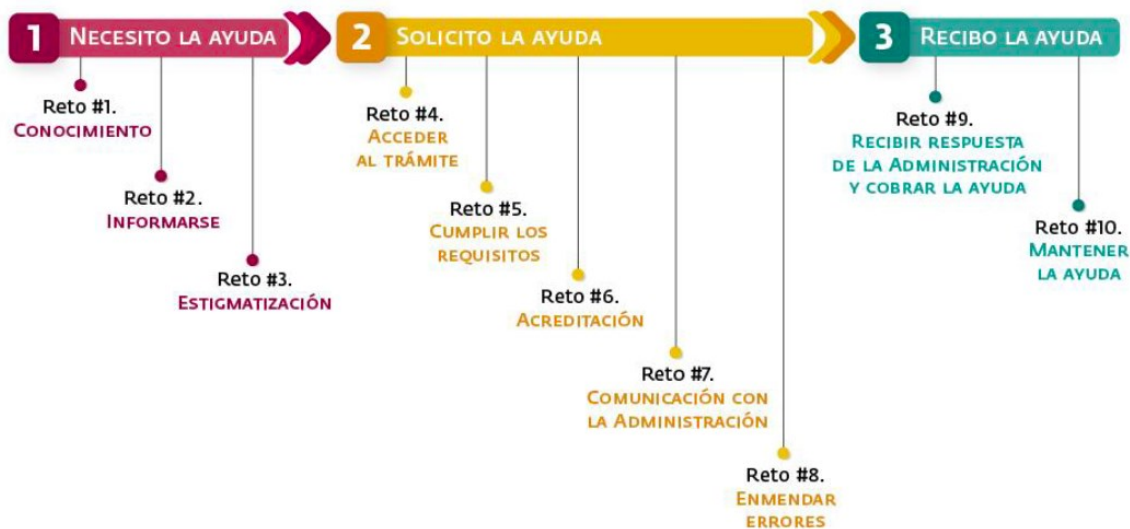 1 NECESITO LA AYUDA
2 SOLICITO LA AYUDA
3 RECIBO LA AYUDA
Reto #1.
CONOCIMIENTO
Reto #2.
INFORMARSE
Reto #3.
ESTIGMATIZACIÓN
Reto #4.
ACCEDER
AL TRÁMITE
Reto #5.
CUMPLIR LOS
REQUISITOS
Reto #6.
ACREDITACIÓN
Reto #7.
COMUNICACIÓN CON
LA ADMINISTRACIÓN
Reto #8.
ENMENDAR
ERRORES
Reto #9.
RECIBIR RESPUESTA
DE LA ADMINISTRACIÓN
Y COBRAR LA AYUDA
Reto #10.
MANTENER
LA AYUDA